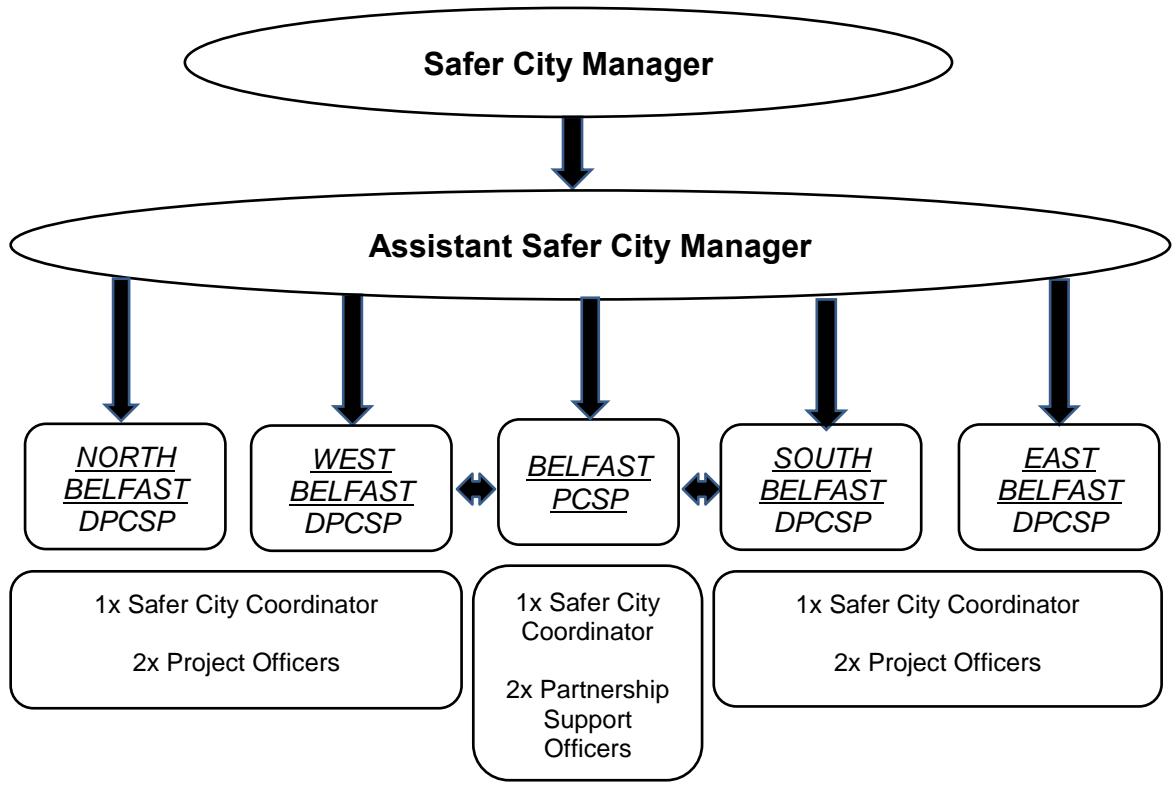 Safer City Manager
Assistant Safer City Manager
NORTH
BELFAST
DPCSP
WEST
BELFAST
DPCSP
BELFAST
PCSP
SOUTH
BELFAST
DPCSP
EAST
BELFAST
DPCSP
1x Safer City Coordinator
2x Project Officers
1x Safer City
Coordinator
2x Partnership
Support
Officers
1x Safer City Coordinator
2x Project Officers